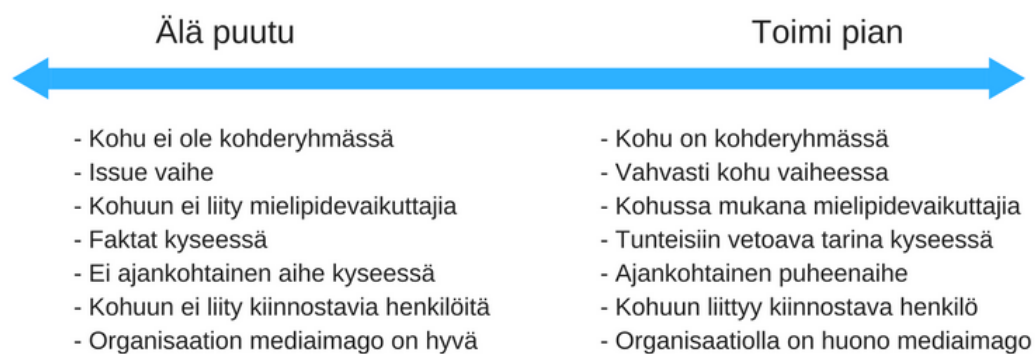 Älä puutu
Toimi pian
- Kohu ei ole kohderyhmässä
- Issue vaihe
- Kohuun ei liity mielipidevaikuttajia
- Faktat kyseessä
- Ei ajankohtainen aihe kyseessä
- Kohuun ei liity kiinnostavia henkilöitä
- Organisaation mediaimago on hyvä
- Kohu on kohderyhmässä
- Vahvasti kohu vaiheessa
- Kohussa mukana mielipidevaikuttajia
- Tunteisiin vetoava tarina kyseessä
- Ajankohtainen puheenaihe
- Kohuun liittyy kiinnostava henkilö
- Organisaatiolla on huono mediaimago